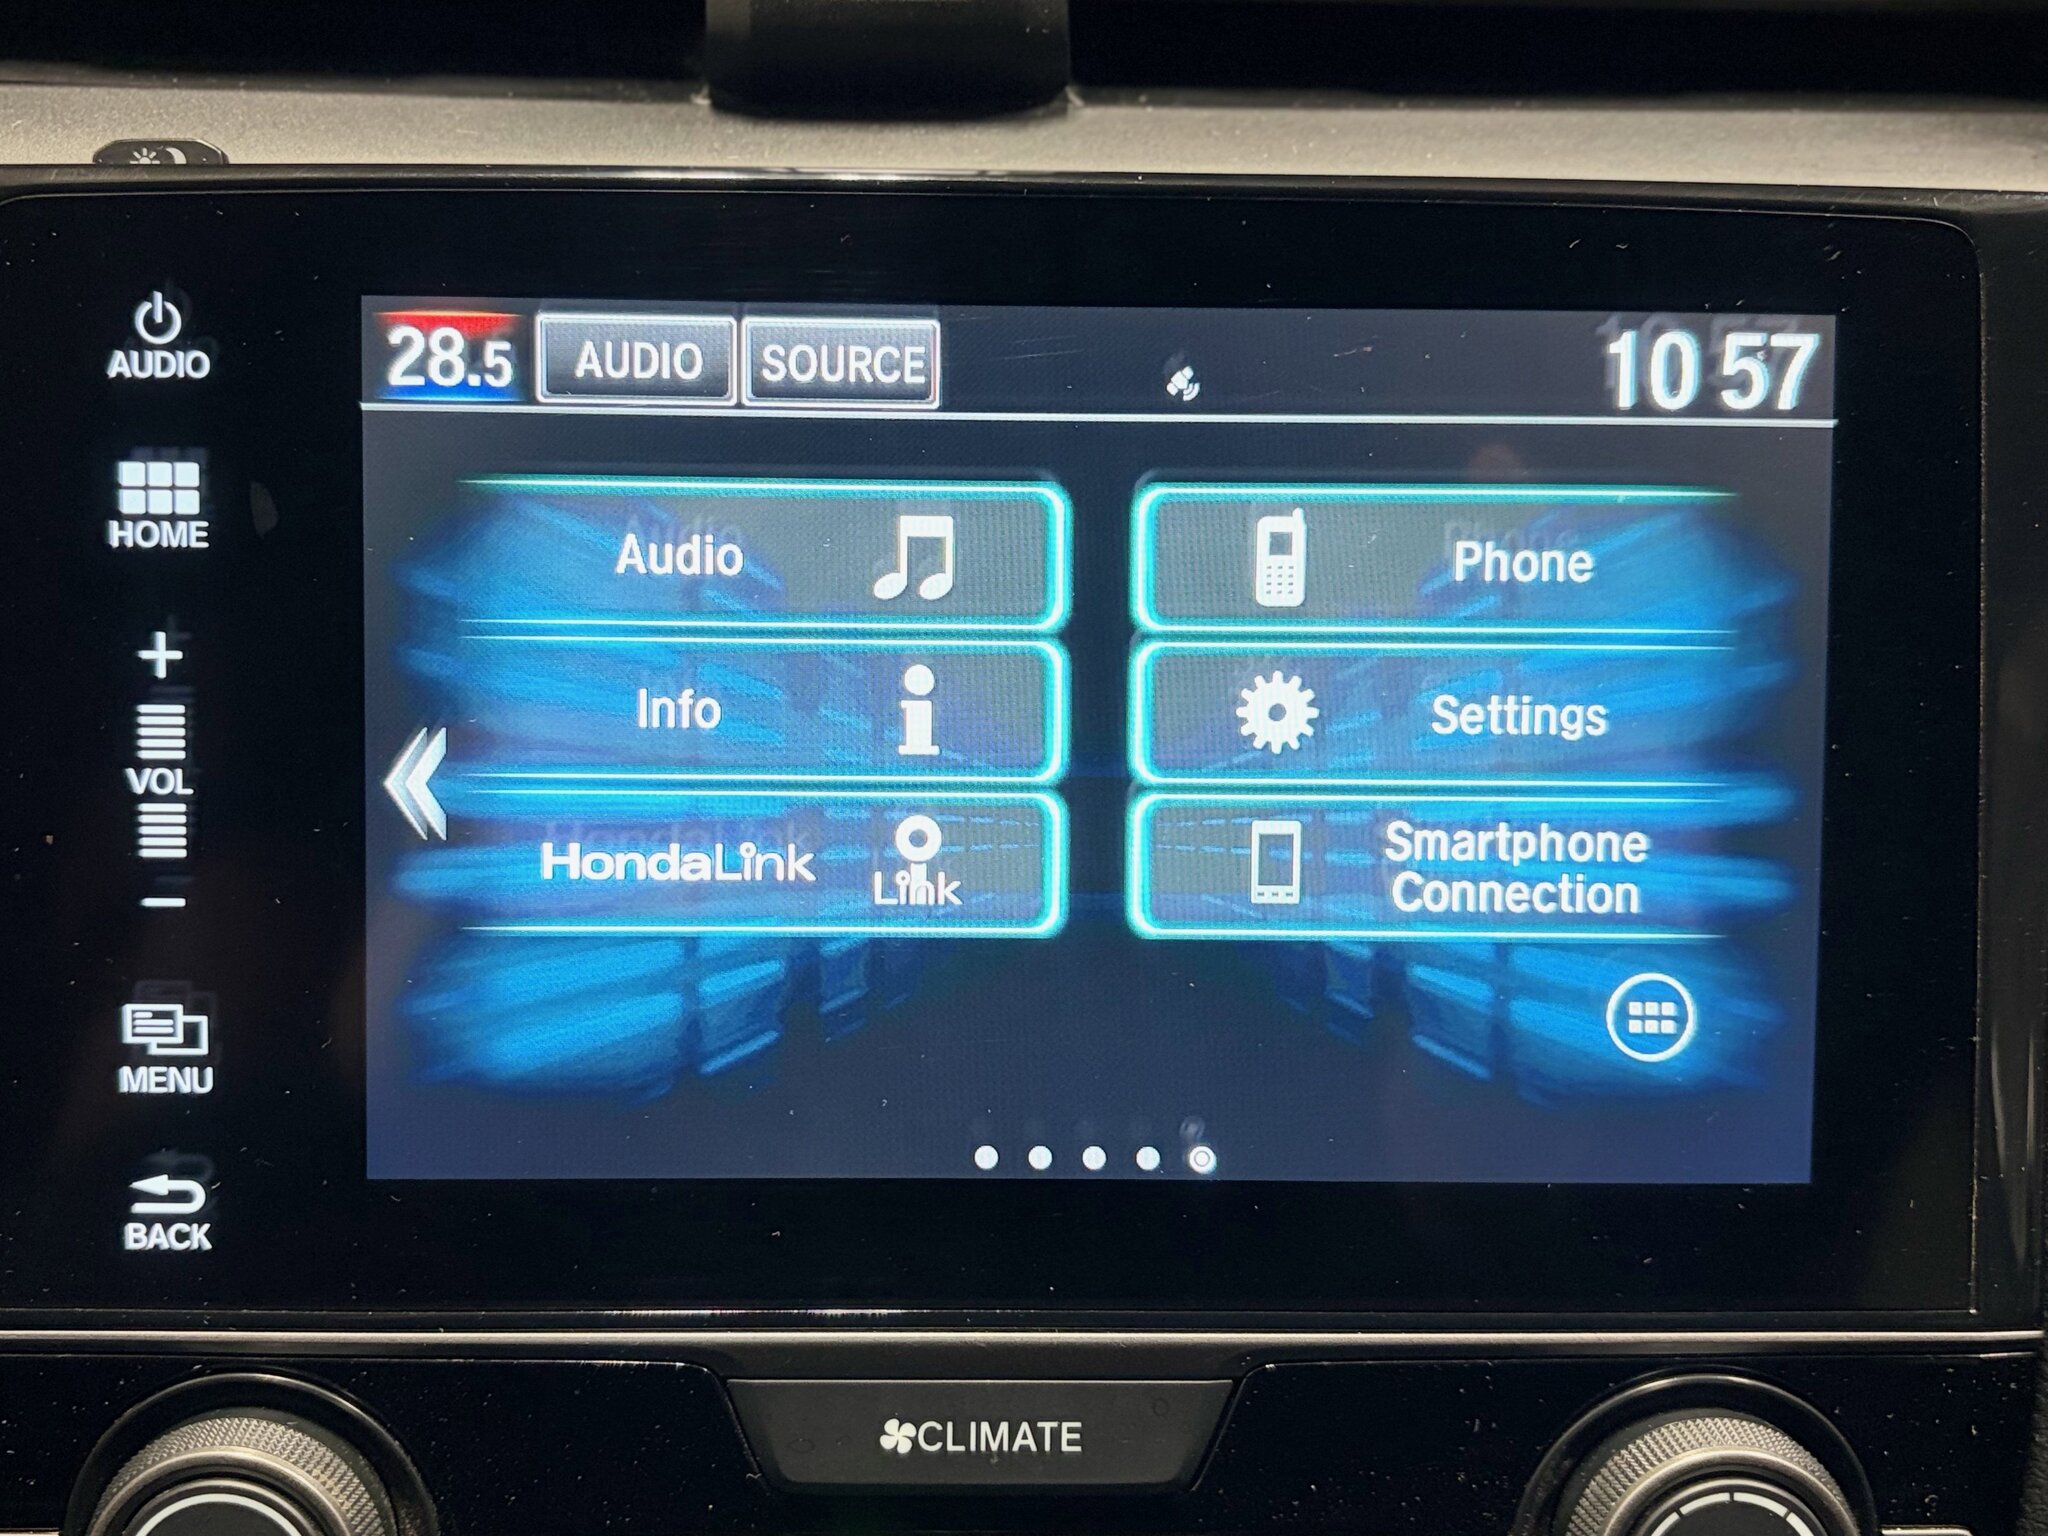 AUDIO
HOME
VOL
MENU
BACK
28.5 AUDIO SOURCE 10 57
Audio
Phone
Info
Settings
HondaLink
Link
Smartphone
Connection
CLIMATE